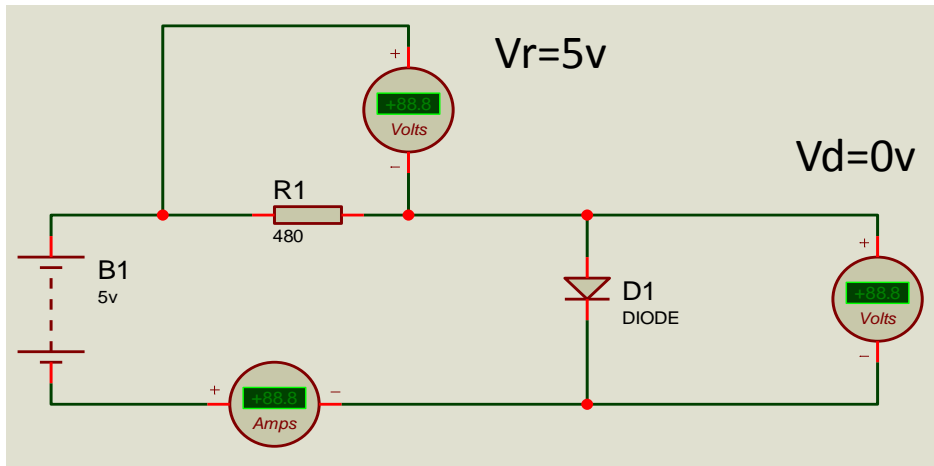 Vr=5v
+
+88.8
Volts
−
Vd=0v
R1
480
B1
5v
D1
DIODE
+
+88.8
Volts
−
+
+88.8
Amps
−